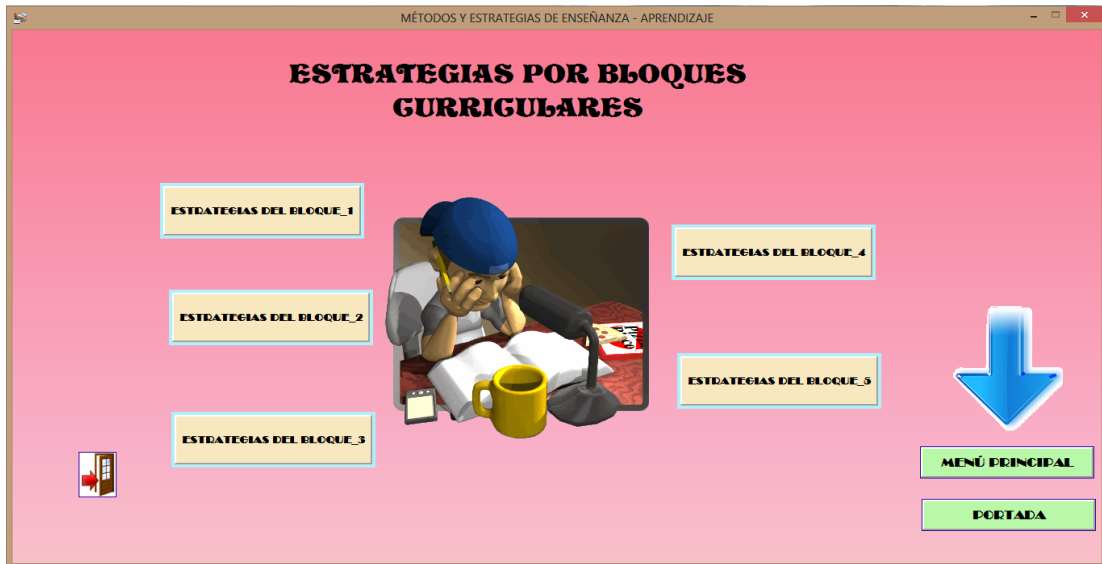 MÉTODOS Y ESTRATEGIAS DE ENSEÑANZA - APRENDIZAJE
ESTRATEGIAS POR BLOQUES
CURRICULARES
ESTRATEGIAS DEL BLOQUE_1
ESTRATEGIAS DEL BLOQUE_2
ESTRATEGIAS DEL BLOQUE_3
ESTRATEGIAS DEL BLOQUE_4
ESTRATEGIAS DEL BLOQUE_5
MENÚ PRINCIPAL
PORTADA